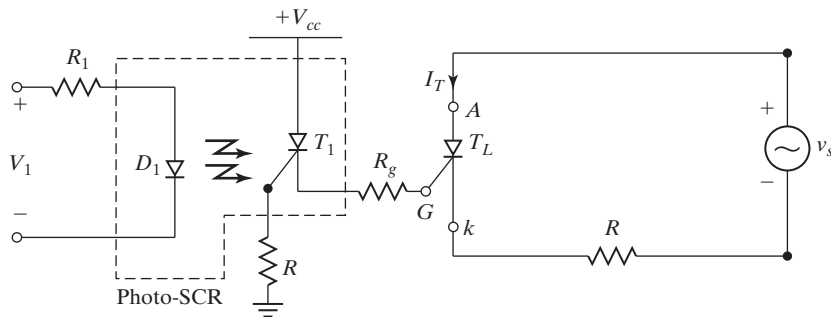 +V_cc
R_1
+
V_1
−
D_1
T_1
R
Photo-SCR
R_g
G
I_T
A
T_L
k
R
+
v_s
−